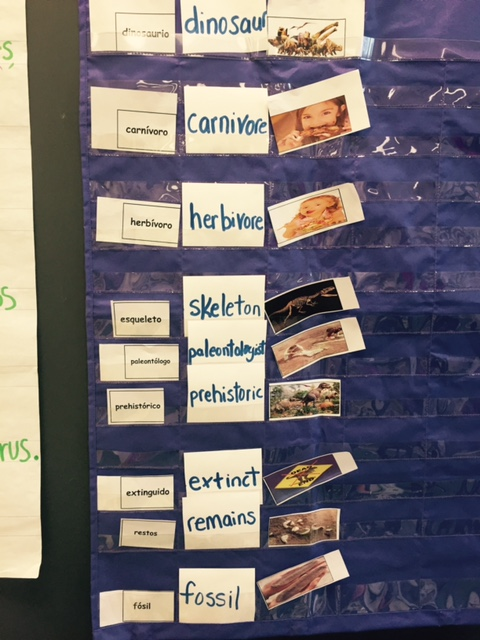 dinosaurio dinosaur
carnívoro carnivore
herbívoro herbivore
esqueleto skeleton
paleontólogo paleontologist
prehistórico prehistoric
extinguido extinct
restos remains
fósil fossil
rus.